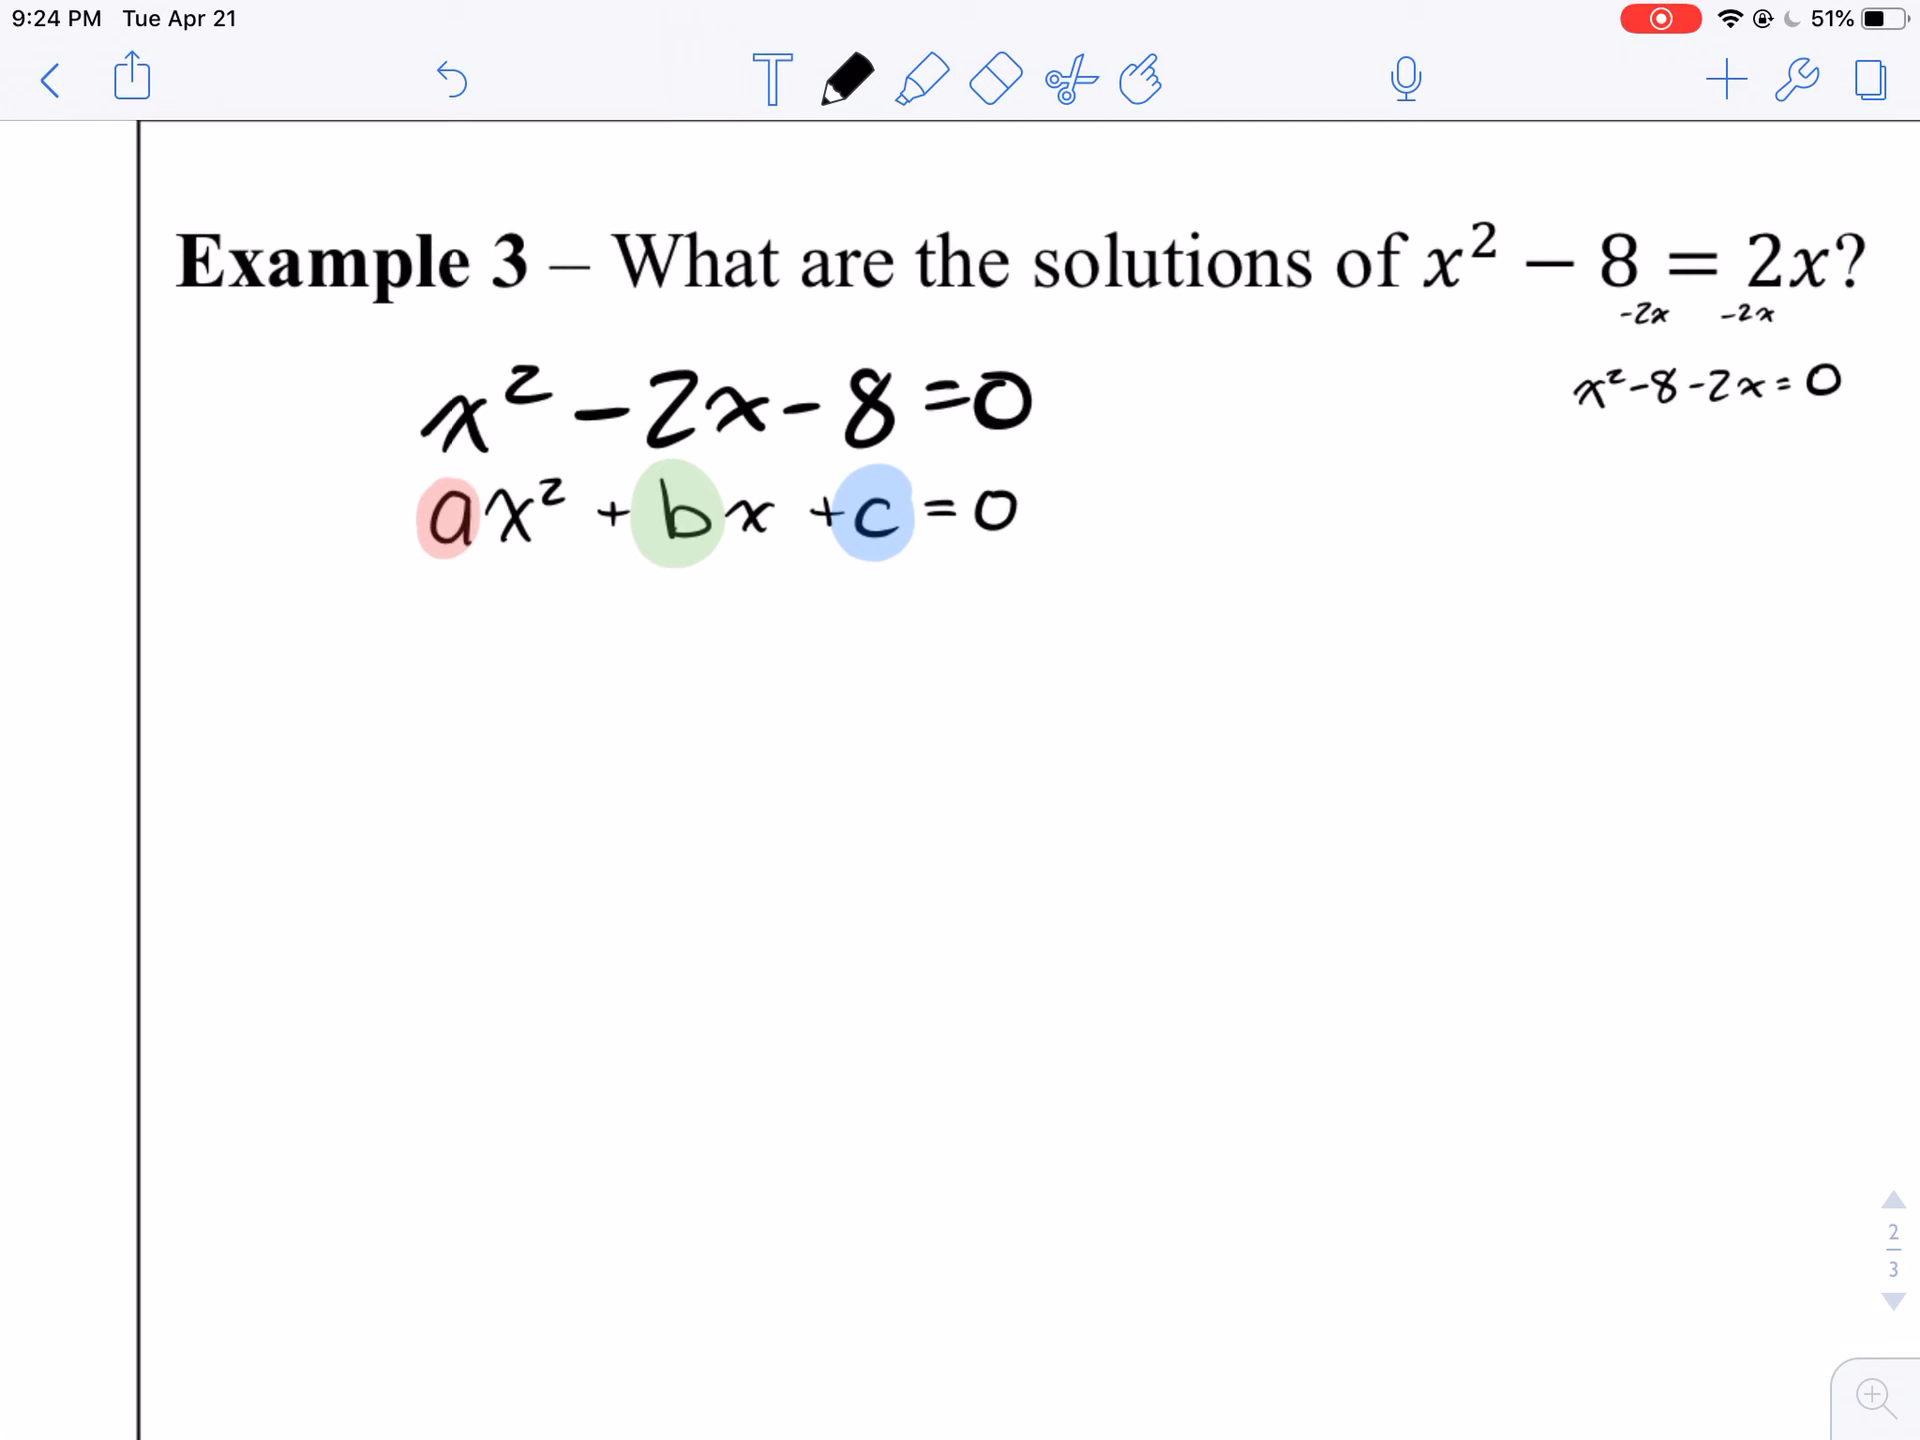 9:24 PM Tue Apr 21 51%
T
Example 3 – What are the solutions of x² − 8 = 2x?
-2x -2x
x² - 8 - 2x = 0
x² - 2x - 8 = 0
ax² + bx + c = 0
2
3